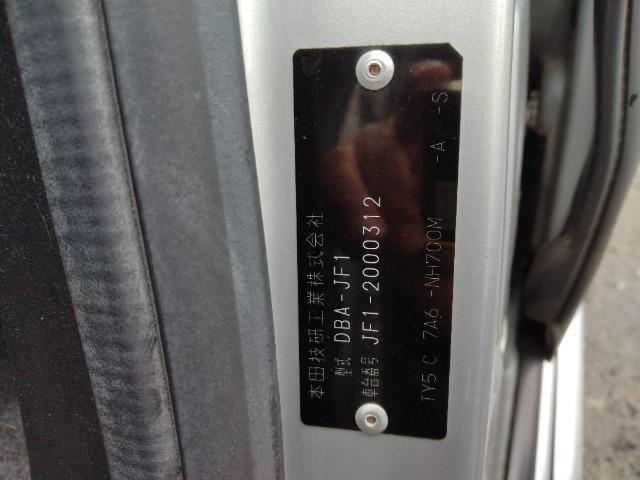 本田技研工業株式会社
型式 DBA-JF1
車台番号 JF1-2000312
TY5 C 7A6 -NH700M -A -S